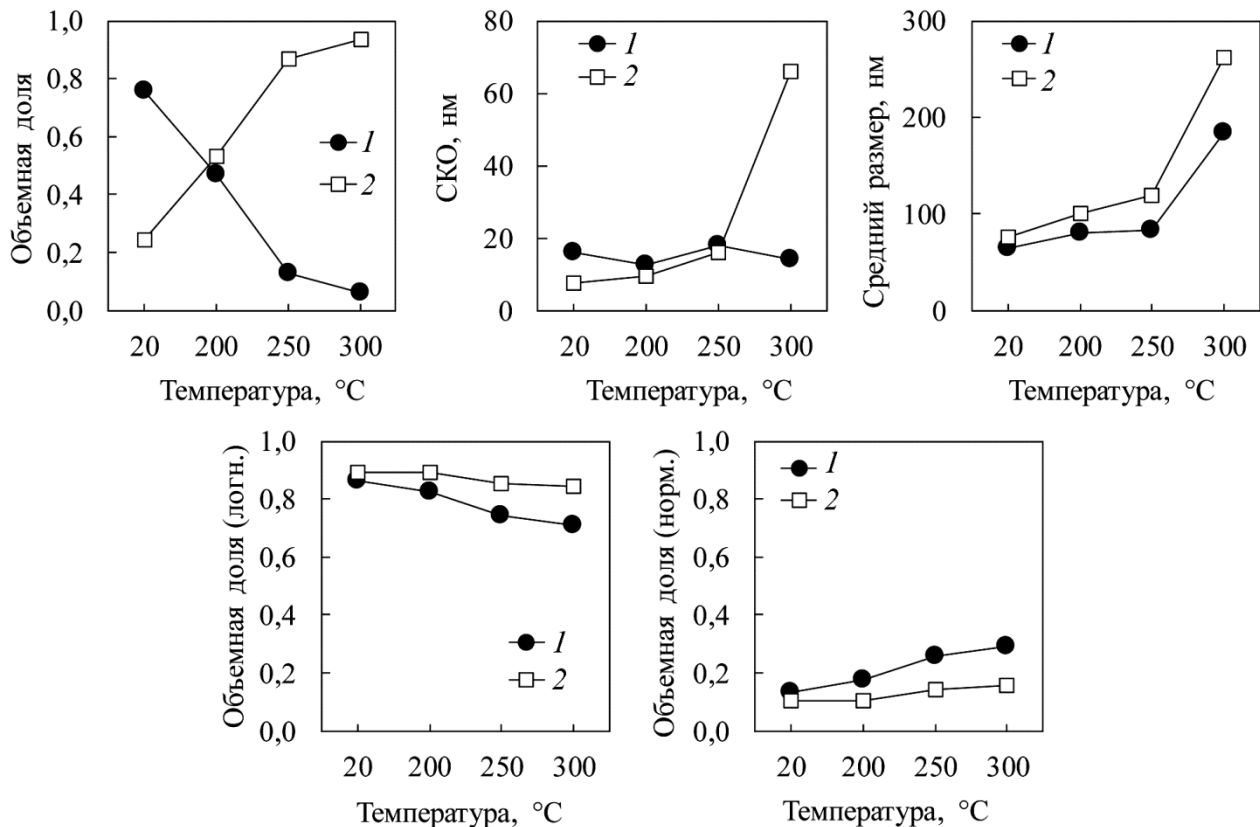 Объемная доля
1,0
0,8
0,6
0,4
0,2
0,0
1
2
20 200 250 300
Температура, °C
СКО, нм
80
60
40
20
0
1
2
20 200 250 300
Температура, °C
Средний размер, нм
300
200
100
0
1
2
20 200 250 300
Температура, °C
Объемная доля (логн.)
1,0
0,8
0,6
0,4
0,2
0,0
1
2
20 200 250 300
Температура, °C
Объемная доля (норм.)
1,0
0,8
0,6
0,4
0,2
0,0
1
2
20 200 250 300
Температура, °C